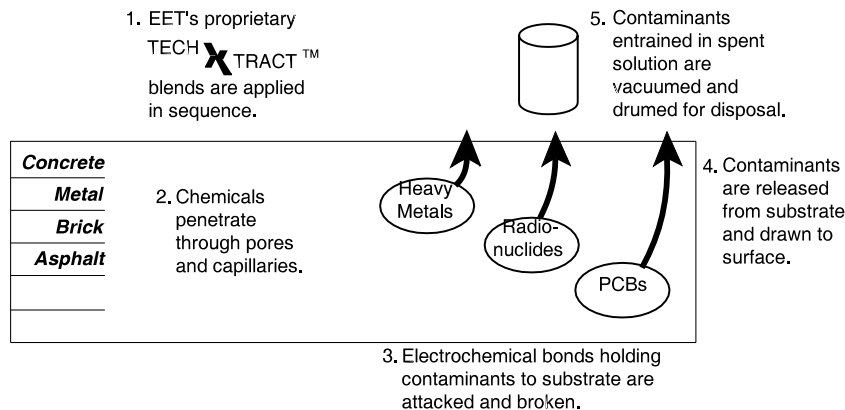 1. EET's proprietary
TECHXTRACT™
blends are applied
in sequence.
5. Contaminants
entrained in spent
solution are
vacuumed and
drumed for disposal.
Concrete
Metal
Brick
Asphalt
2. Chemicals
penetrate
through pores
and capillaries.
Heavy
Metals
Radio-
nuclides
PCBs
4. Contaminants
are released
from substrate
and drawn to
surface.
3. Electrochemical bonds holding
contaminants to substrate are
attacked and broken.